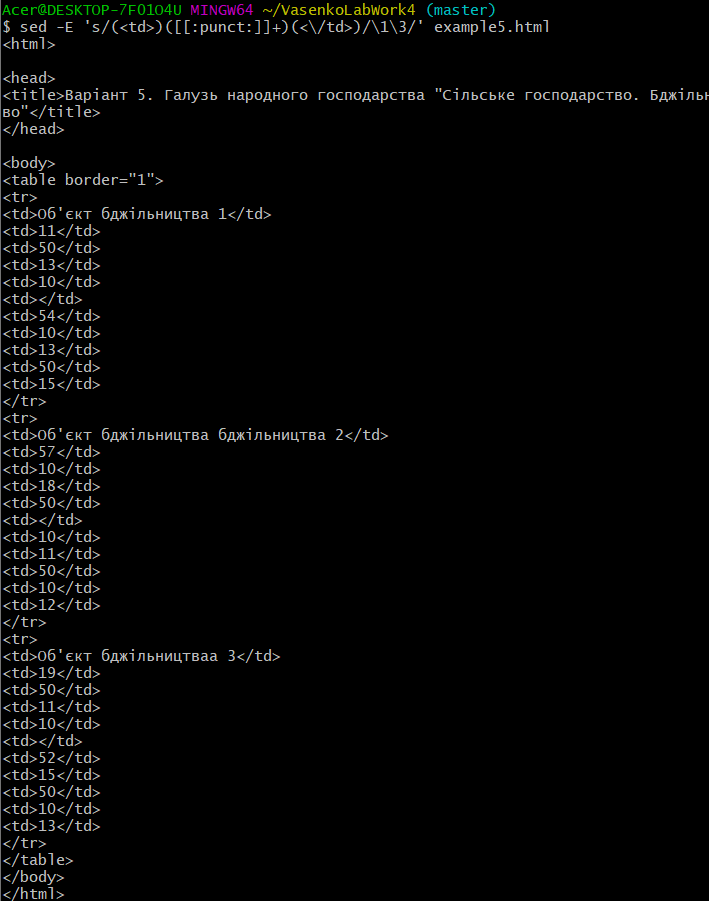 Acer@DESKTOP-7F01O4U MINGW64 ~/VasenkoLabWork4 (master)
$ sed -E 's/(<td>)([[:punct:]]+)(<\/td>)/\1\3/' example5.html
<html>
<head>
<title>Варіант 5. Галузь народного господарства "Сільське господарство. Бджільн
во"</title>
</head>
<body>
<table border="1">
<tr>
<td>Об'єкт бджільництва 1</td>
<td>11</td>
<td>50</td>
<td>13</td>
<td>10</td>
<td></td>
<td>54</td>
<td>10</td>
<td>13</td>
<td>50</td>
<td>15</td>
</tr>
<tr>
<td>Об'єкт бджільництва бджільництва 2</td>
<td>57</td>
<td>10</td>
<td>18</td>
<td>50</td>
<td></td>
<td>10</td>
<td>11</td>
<td>50</td>
<td>10</td>
<td>12</td>
</tr>
<tr>
<td>Об'єкт бджільництваа 3</td>
<td>19</td>
<td>50</td>
<td>11</td>
<td>10</td>
<td></td>
<td>52</td>
<td>15</td>
<td>50</td>
<td>10</td>
<td>13</td>
</tr>
</table>
</body>
</html>